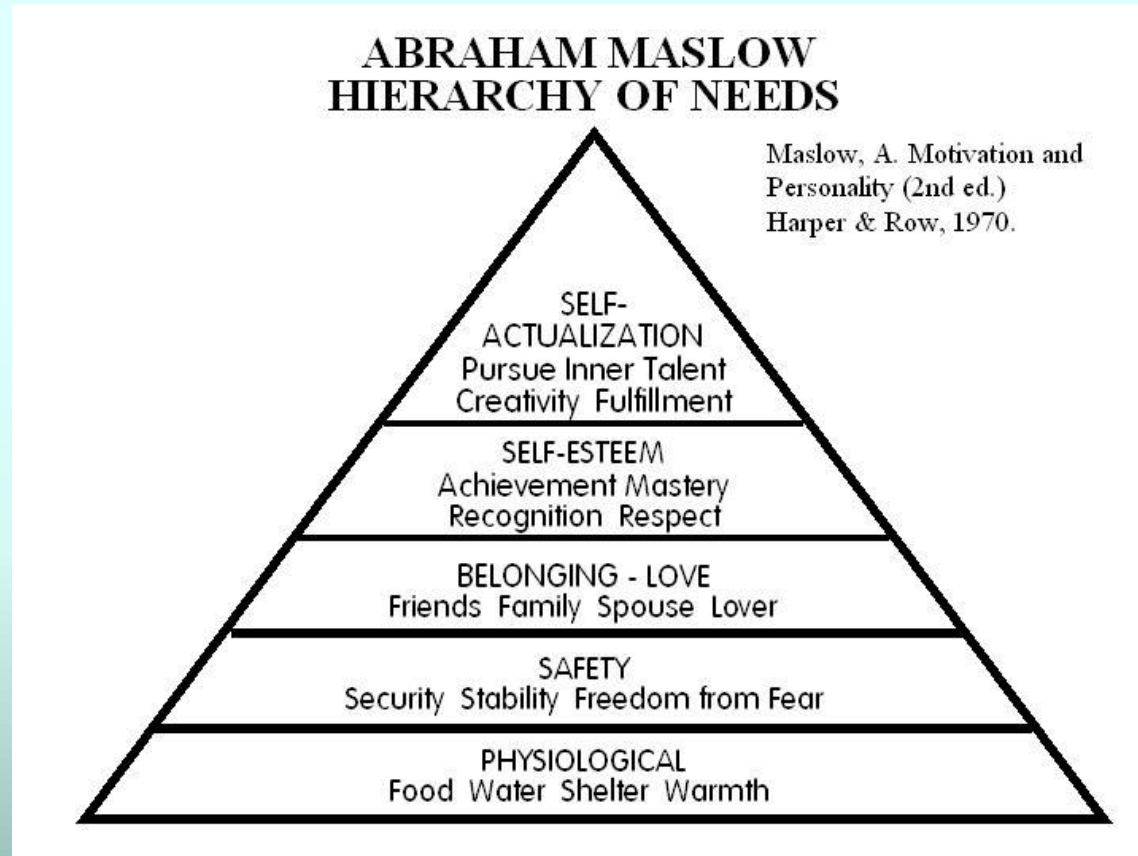 ABRAHAM MASLOW
HIERARCHY OF NEEDS
Maslow, A. Motivation and
Personality (2nd ed.)
Harper & Row, 1970.
SELF-
ACTUALIZATION
Pursue Inner Talent
Creativity Fulfillment
SELF-ESTEEM
Achievement Mastery
Recognition Respect
BELONGING - LOVE
Friends Family Spouse Lover
SAFETY
Security Stability Freedom from Fear
PHYSIOLOGICAL
Food Water Shelter Warmth